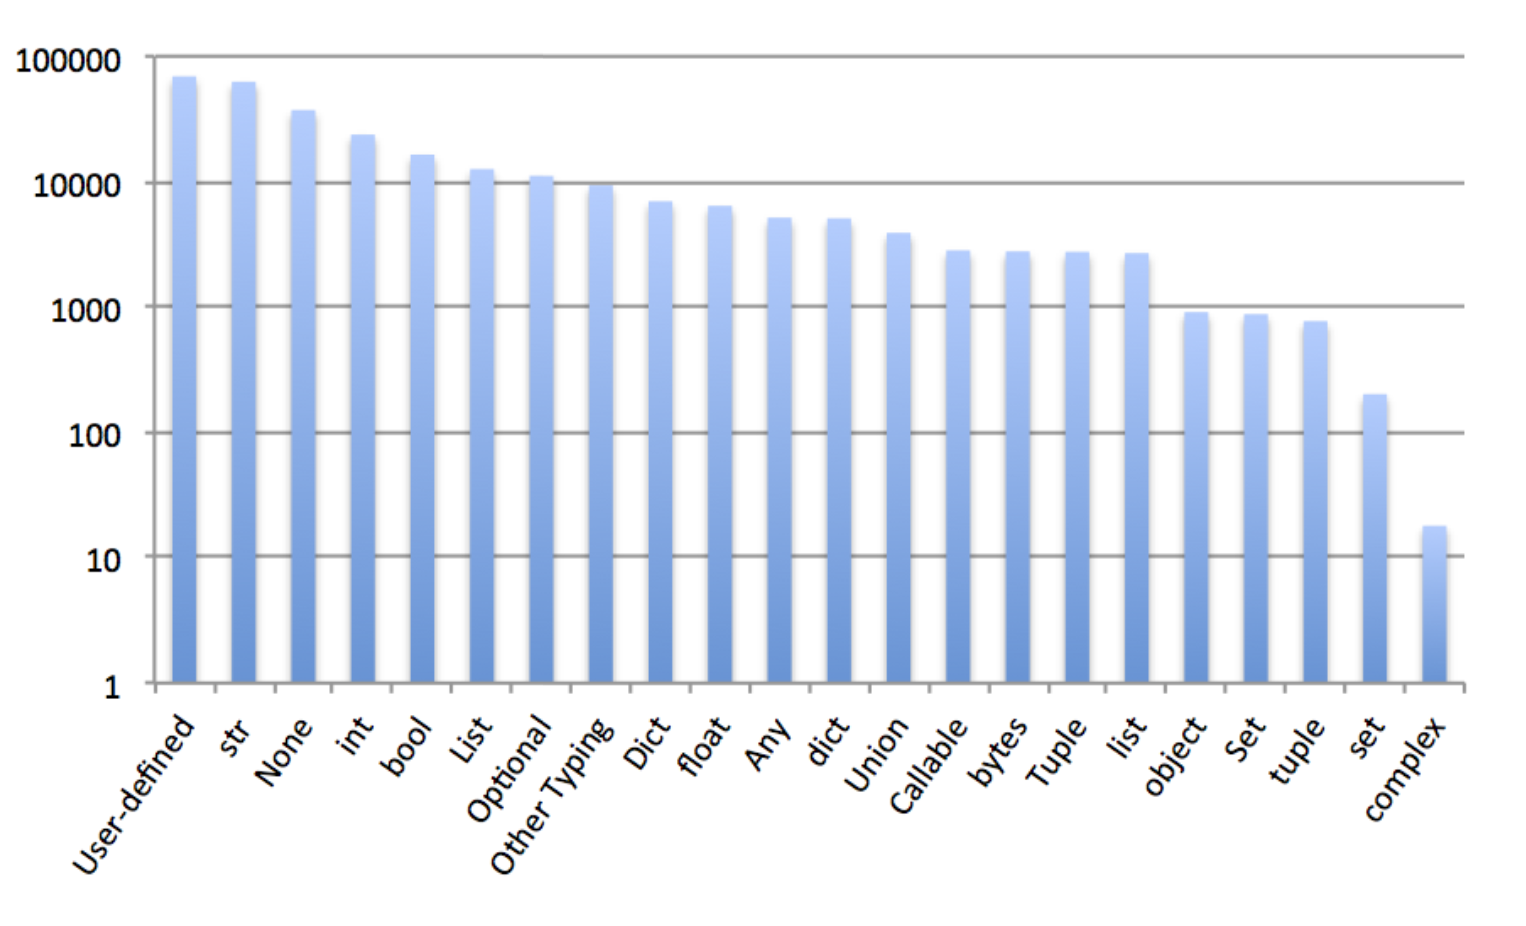 100000
10000
1000
100
10
1
User-defined
str
None
int
bool
List
Optional
Other Typing
Dict
float
Any
dict
Union
Callable
bytes
Tuple
list
object
Set
tuple
set
complex